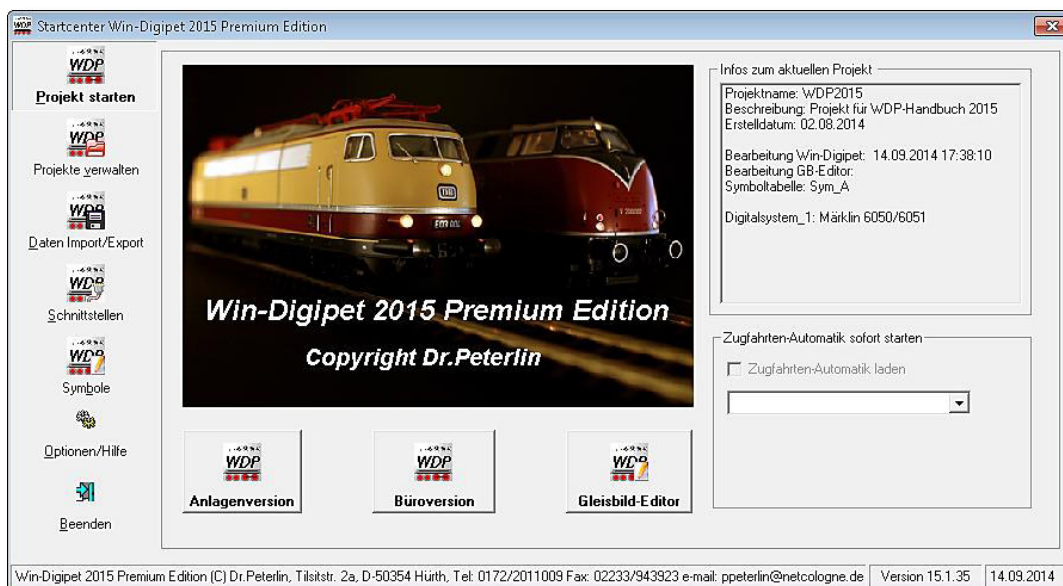 Startcenter Win-Digipet 2015 Premium Edition
WDP
Projekt starten
WDP
Projekte verwalten
WDP
Daten Import/Export
WDP
Schnittstellen
WDP
Symbole
Optionen/Hilfe
Beenden
Win-Digipet 2015 Premium Edition
Copyright Dr.Peterlin
WDP
Anlagenversion
WDP
Büroversion
WDP
Gleisbild-Editor
Infos zum aktuellen Projekt
Projektname: WDP2015
Beschreibung: Projekt für WDP-Handbuch 2015
Erstelldatum: 02.08.2014
Bearbeitung Win-Digipet: 14.09.2014 17:38:10
Bearbeitung GB-Editor:
Symboltabelle: Sym_A
Digitalsystem_1: Märklin 6050/6051
Zugfahrten-Automatik sofort starten
Zugfahrten-Automatik laden
Win-Digipet 2015 Premium Edition (C) Dr.Peterlin, Tilsitstr. 2a, D-50354 Hürth, Tel: 0172/2011009 Fax: 02233/943923 e-mail: ppeterlin@netcologne.de
Version 15.1.35
14.09.2014